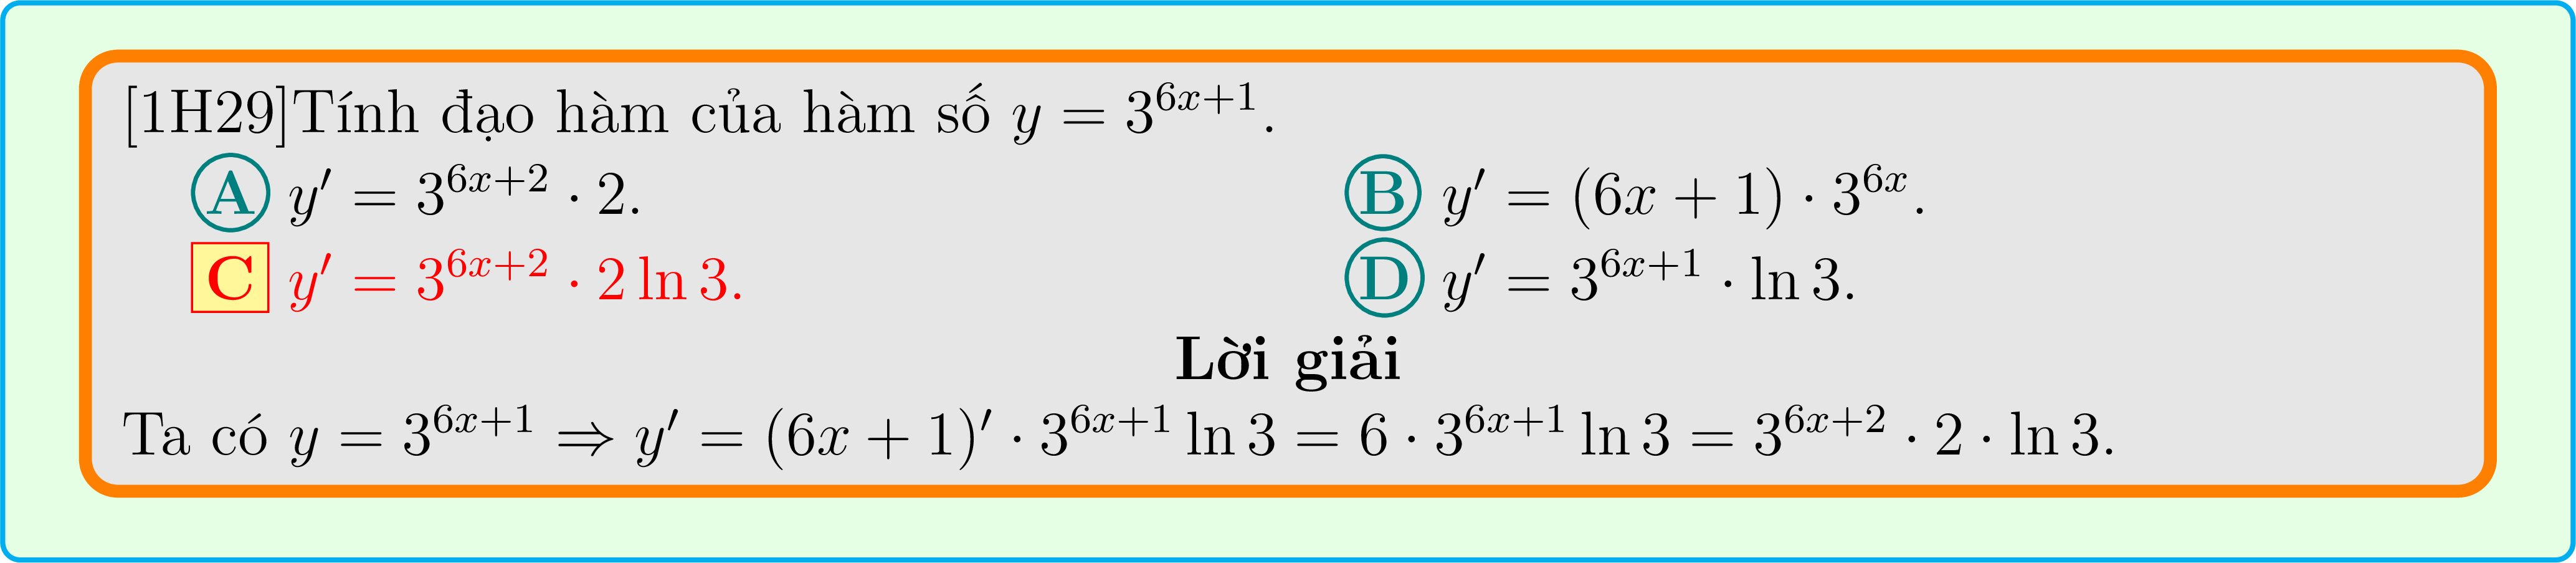 [1H29]Tính đạo hàm của hàm số $y = 3^{6x+1}$.
A $y' = 3^{6x+2} \cdot 2$. B $y' = (6x + 1) \cdot 3^{6x}$.
C $y' = 3^{6x+2} \cdot 2 \ln 3$. D $y' = 3^{6x+1} \cdot \ln 3$.
Lời giải
Ta có $y = 3^{6x+1} \Rightarrow y' = (6x + 1)' \cdot 3^{6x+1} \ln 3 = 6 \cdot 3^{6x+1} \ln 3 = 3^{6x+2} \cdot 2 \cdot \ln 3$.